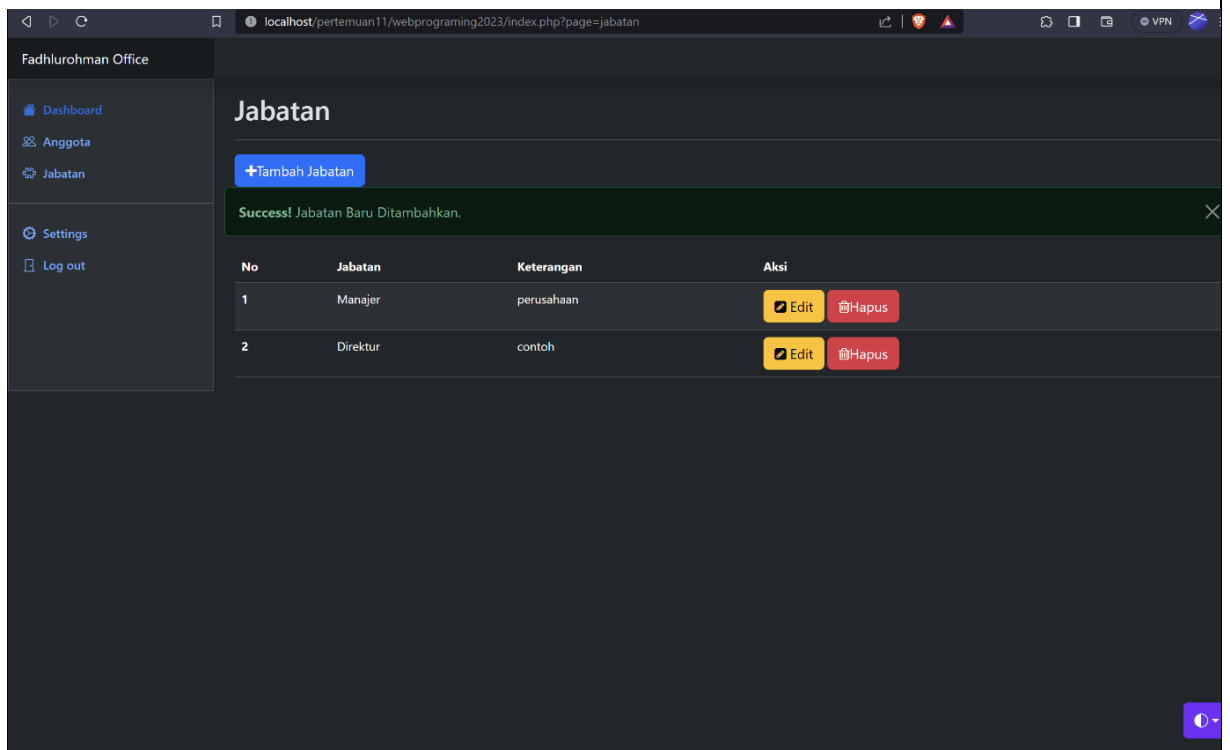 localhost/pertemuan11/webprograming2023/index.php?page=jabatan
VPN
Fadhlurohman Office
Dashboard
Anggota
Jabatan
Settings
Log out
Jabatan
+Tambah Jabatan
Success! Jabatan Baru Ditambahkan.
No Jabatan Keterangan Aksi
1 Manajer perusahaan Edit Hapus
2 Direktur contoh Edit Hapus